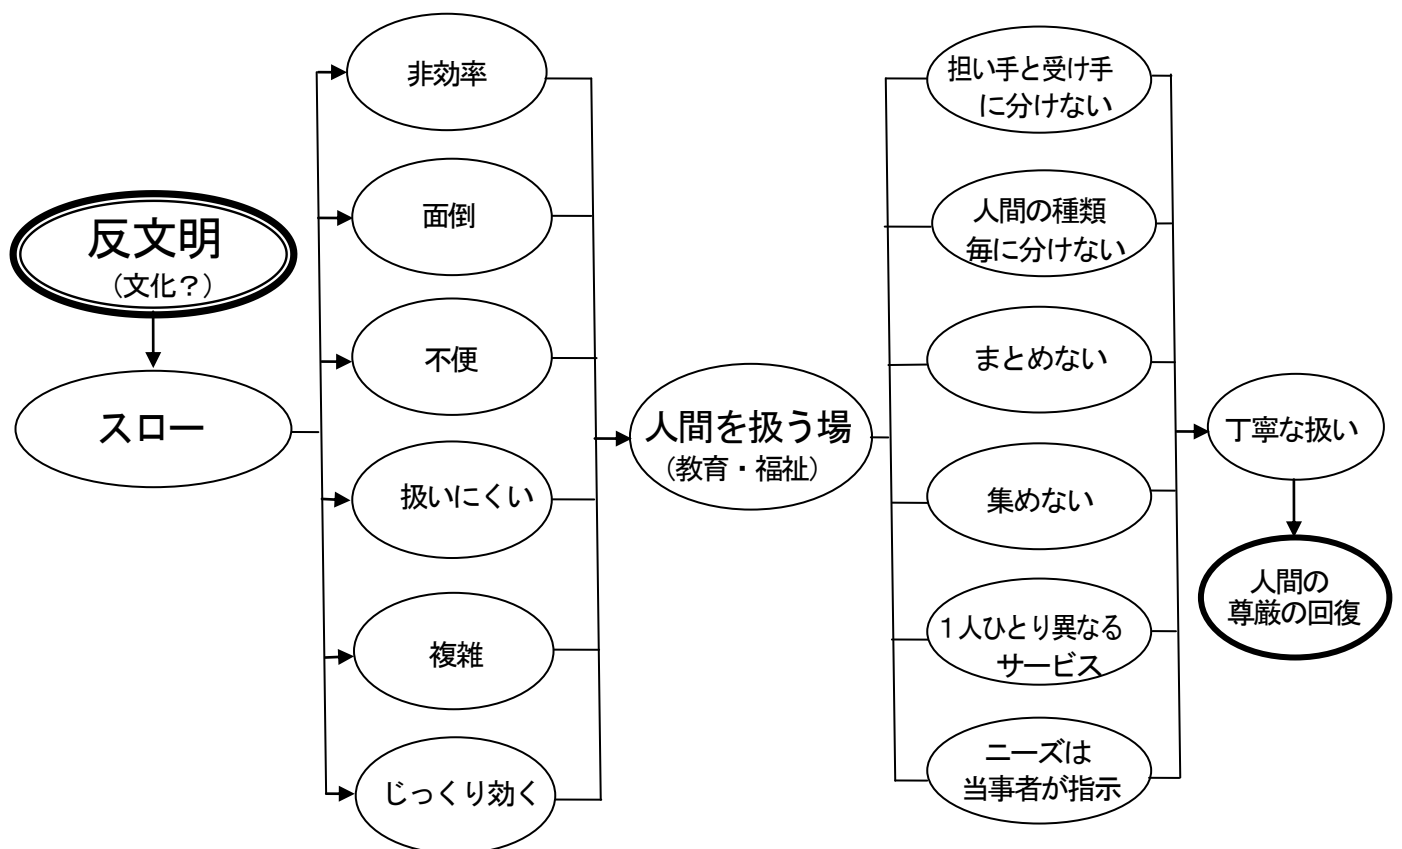 反文明
(文化?)
スロー
非効率
面倒
不便
扱いにくい
複雑
じっくり効く
人間を扱う場
(教育・福祉)
担い手と受け手
に分けない
人間の種類
毎に分けない
まとめない
集めない
1人ひとり異なる
サービス
ニーズは
当事者が指示
丁寧な扱い
人間の
尊厳の回復